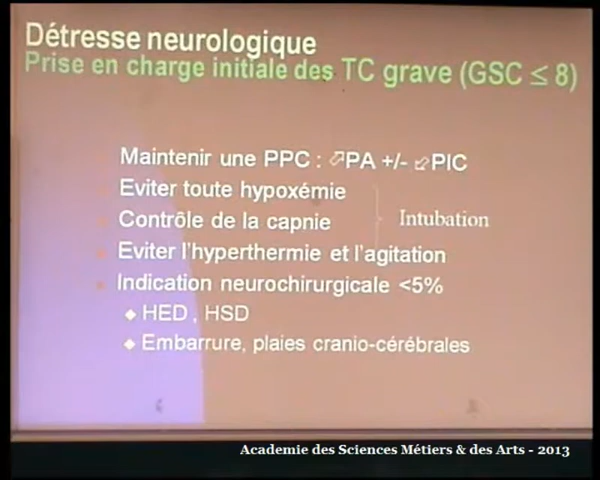 Détresse neurologique
Prise en charge initiale des TC grave (GSC ≤ 8)
Maintenir une PPC : ⬀PA +/- ⬃PIC
Eviter toute hypoxémie
Contrôle de la capnie
Intubation
Eviter l'hyperthermie et l'agitation
Indication neurochirurgicale <5%
◆ HED , HSD
◆ Embarrure, plaies cranio-cérébrales
Academie des Sciences Métiers & des Arts - 2013